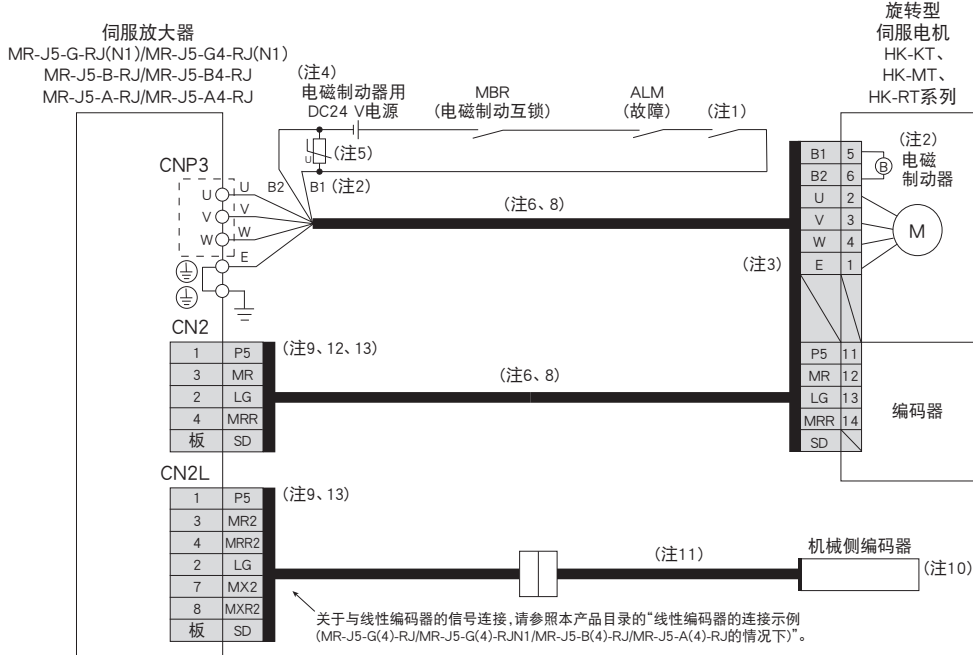 伺服放大器
MR-J5-G-RJ(N1)/MR-J5-G4-RJ(N1)
MR-J5-B-RJ/MR-J5-B4-RJ
MR-J5-A-RJ/MR-J5-A4-RJ
旋转型
伺服电机
HK-KT、
HK-MT、
HK-RT系列
(注4)
电磁制动器用
DC24 V电源
MBR
(电磁制动互锁)
ALM
(故障)
(注1)
U
(注5)
B2
B1 (注2)
CNP3
U U
V V
W W
E
(注6、8)
(注3)
B1 5
B2 6
U 2
V 3
W 4
E 1
(注2)
B
电磁
制动器
M
CN2
1 P5
3 MR
2 LG
4 MRR
板 SD
(注9、12、13)
(注6、8)
P5 11
MR 12
LG 13
MRR 14
SD
编码器
CN2L
1 P5
3 MR2
4 MRR2
2 LG
7 MX2
8 MXR2
板 SD
(注9、13)
(注11)
机械侧编码器
(注10)
关于与线性编码器的信号连接,请参照本产品目录的“线性编码器的连接示例
(MR-J5-G(4)-RJ/MR-J5-G(4)-RJN1/MR-J5-B(4)-RJ/MR-J5-A(4)-RJ的情况下)”。